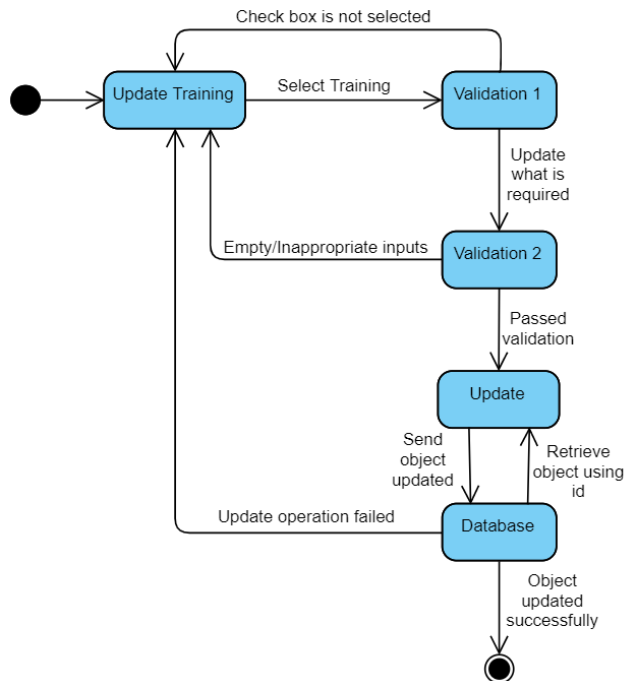 Check box is not selected
Update Training
Select Training
Validation 1
Update
what is
required
Empty/Inappropriate inputs
Validation 2
Passed
validation
Update
Send
object
updated
Retrieve
object using
id
Update operation failed
Database
Object
updated
successfully